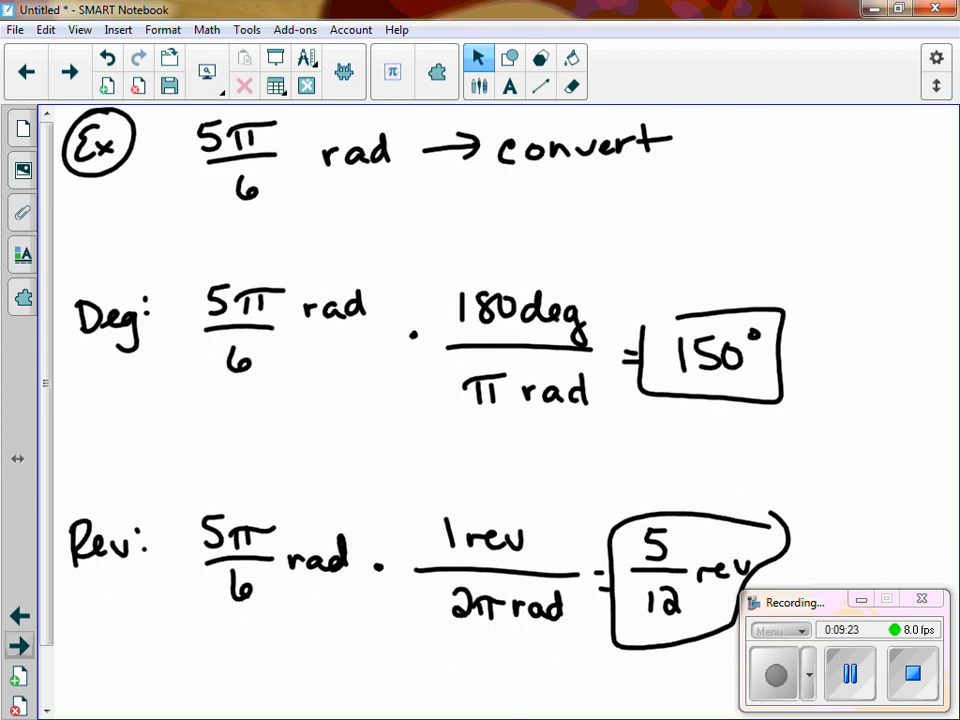 Untitled * - SMART Notebook
File Edit View Insert Format Math Tools Add-ons Account Help
Ex 5π/6 rad → convert
Deg: 5π/6 rad · 180deg/π rad = 150°
Rev: 5π/6 rad · 1 rev/2π rad = 5/12 rev
Recording...
Menu 0:09:23 8.0 fps